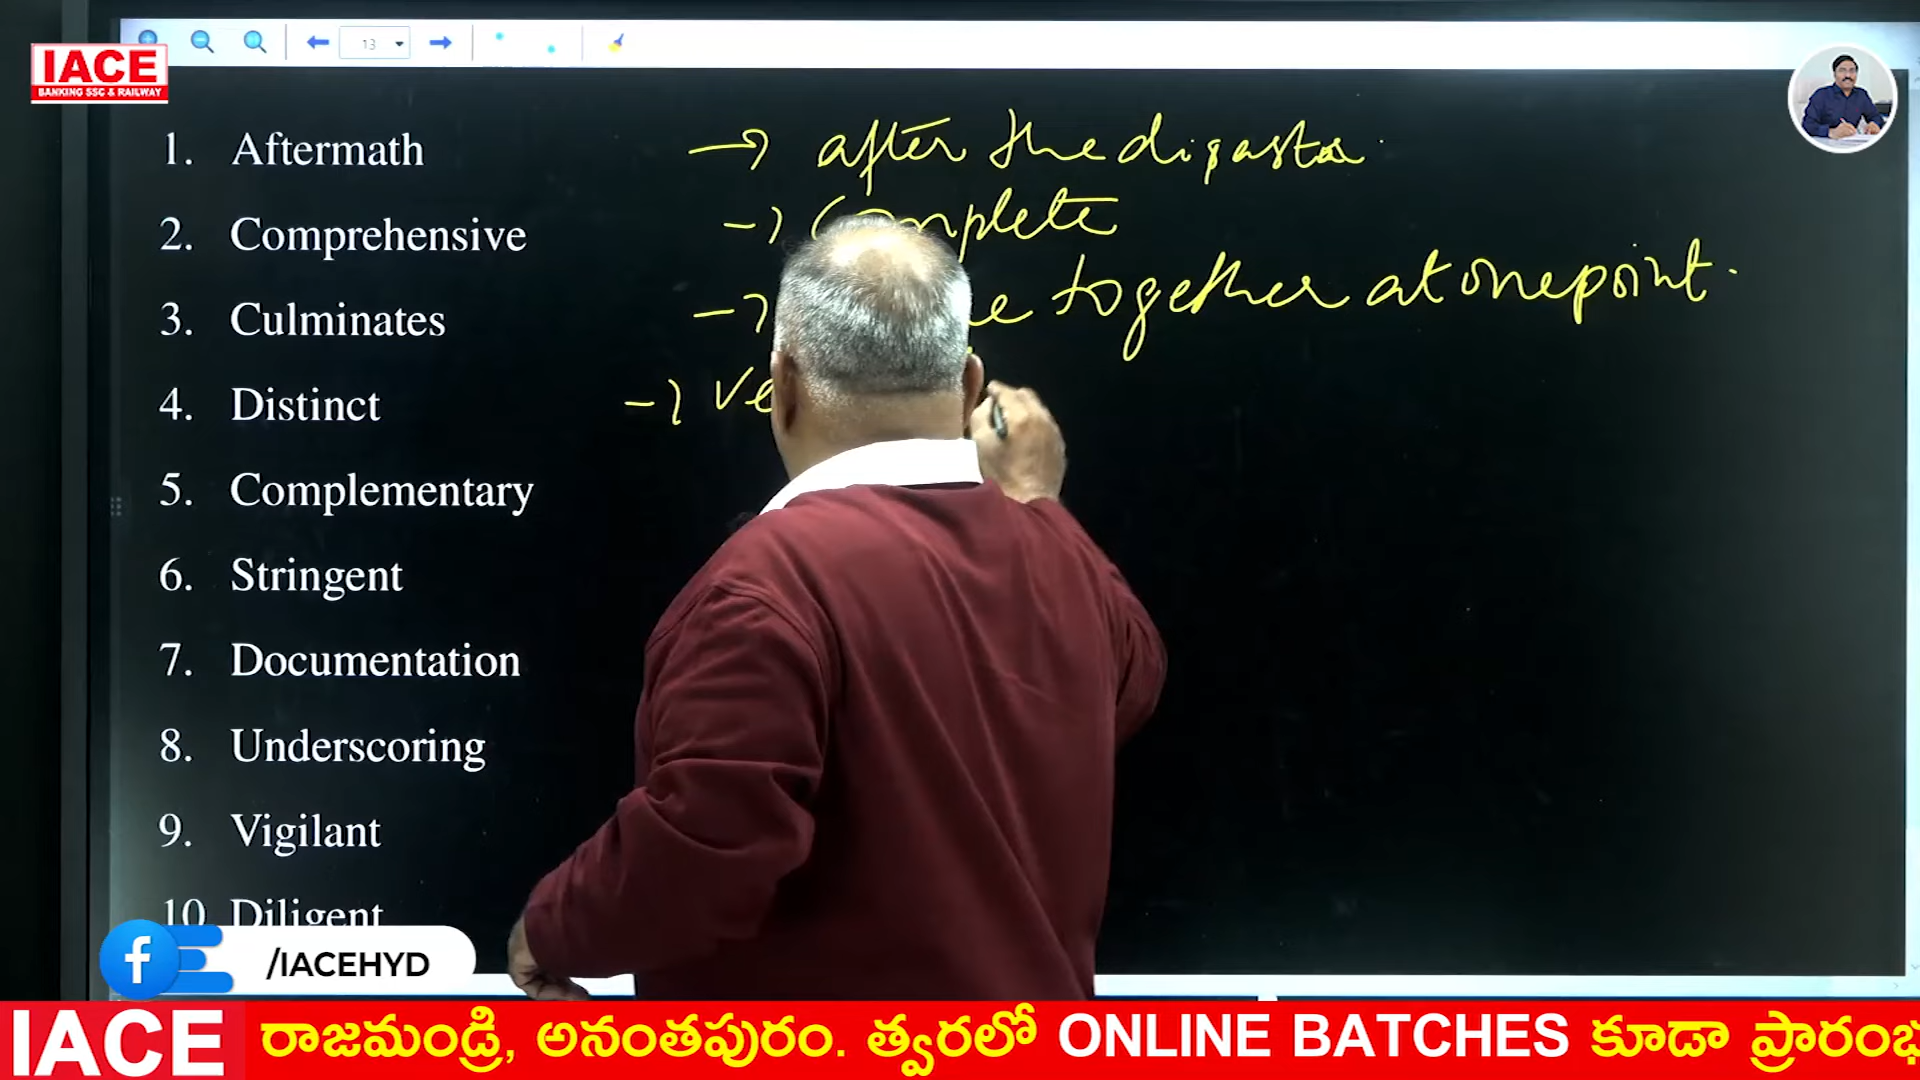 13
IACE
BANKING SSC & RAILWAY
1. Aftermath → after the disaster.
2. Comprehensive → complete
3. Culminates → together at one point.
4. Distinct →
5. Complementary
6. Stringent
7. Documentation
8. Underscoring
9. Vigilant
10. Diligent
f /IACEHYD
IACE రాజమండ్రి, అనంతపురం. త్వరలో ONLINE BATCHES కూడా ప్రారంభ